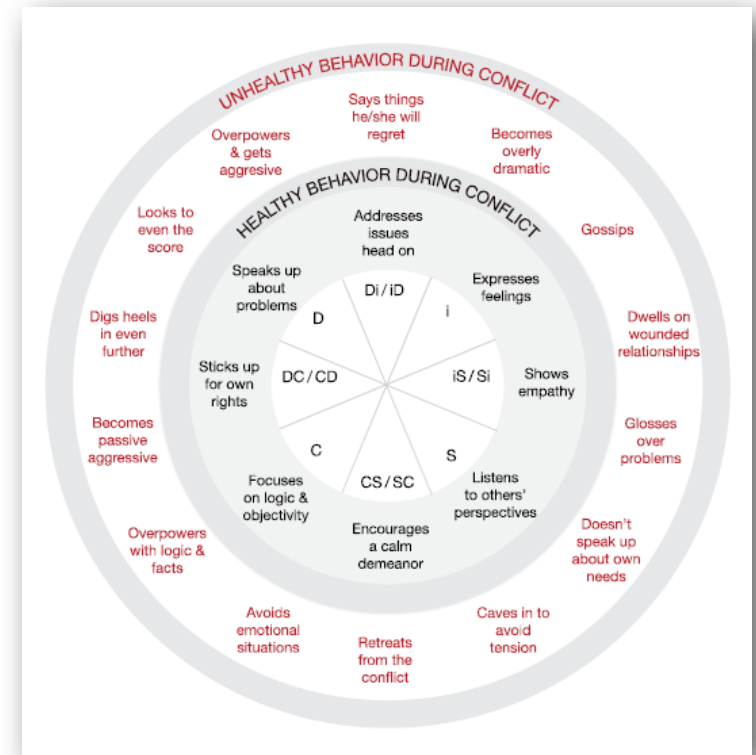 UNHEALTHY BEHAVIOR DURING CONFLICT
Says things
he/she will
regret
Becomes
overly
dramatic
Gossips
Dwells on
wounded
relationships
Glosses
over
problems
Doesn't
speak up
about own
needs
Caves in to
avoid
tension
Retreats
from the
conflict
Avoids
emotional
situations
Overpowers
with logic &
facts
Becomes
passive
aggressive
Digs heels
in even
further
Looks to
even the
score
Overpowers
& gets
aggresive
HEALTHY BEHAVIOR DURING CONFLICT
Addresses
issues
head on
Expresses
feelings
Shows
empathy
Listens
to others'
perspectives
Encourages
a calm
demeanor
Focuses
on logic &
objectivity
Sticks up
for own
rights
Speaks up
about
problems
Di / iD
i
iS / Si
S
CS / SC
C
DC / CD
D